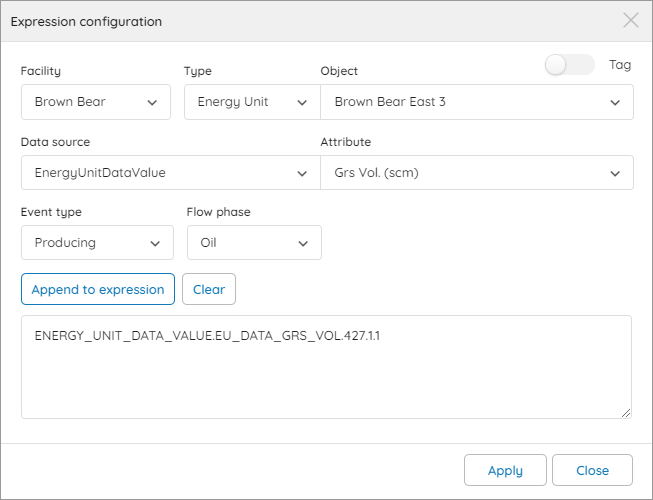 Expression configuration
Tag
Facility Type Object
Brown Bear Energy Unit Brown Bear East 3
Data source Attribute
EnergyUnitDataValue Grs Vol. (scm)
Event type Flow phase
Producing Oil
Append to expression Clear
ENERGY_UNIT_DATA_VALUE.EU_DATA_GRS_VOL.427.1.1
Apply Close